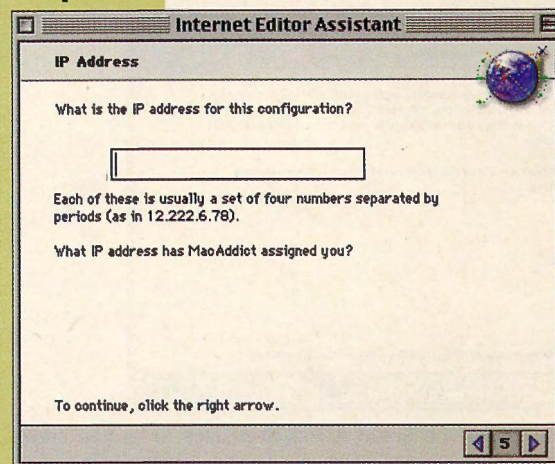 Internet Editor Assistant
IP Address
What is the IP address for this configuration?
Each of these is usually a set of four numbers separated by
periods (as in 12.222.6.78).
What IP address has MacAddict assigned you?
To continue, click the right arrow.
5